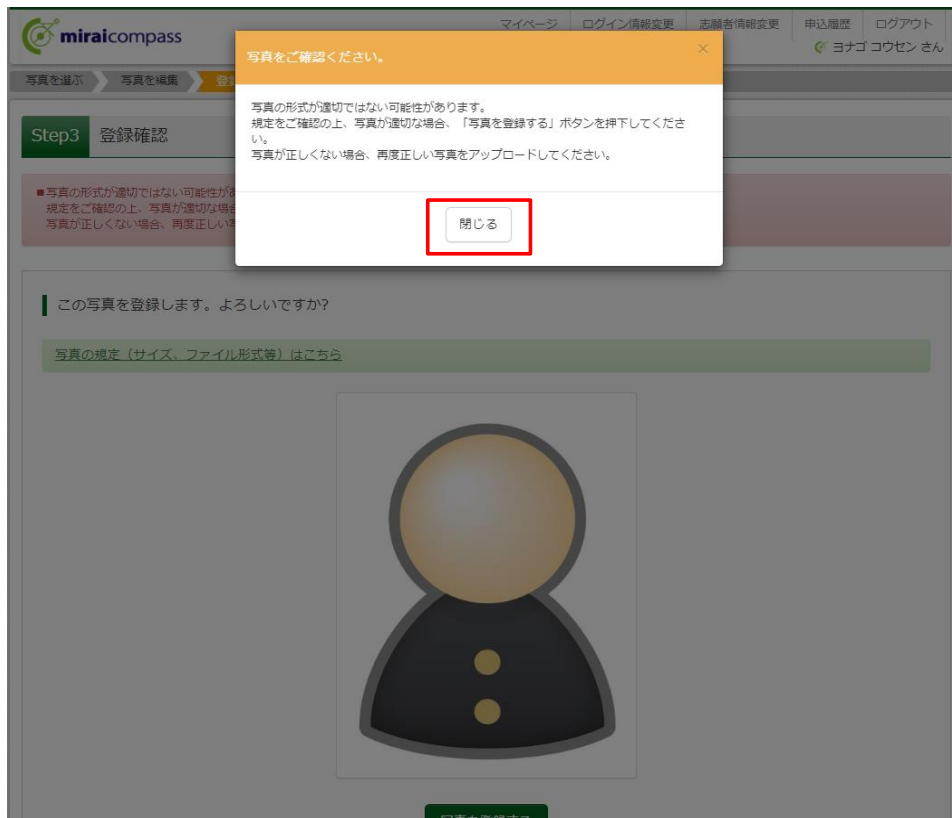 miraicompass
マイページ ログイン情報変更 志願者情報変更 申込履歴 ログアウト
ヨナゴ コウセン さん
写真を選ぶ 写真を編集
写真をご確認ください。
×
写真の形式が適切ではない可能性があります。
規定をご確認の上、写真が適切な場合、「写真を登録する」ボタンを押下してくださ
い。
写真が正しくない場合、再度正しい写真をアップロードしてください。
閉じる
Step3 登録確認
■写真の形式が適切ではない可能性が
規定をご確認の上、写真が適切な場合
写真が正しくない場合、再度正しい
この写真を登録します。よろしいですか?
写真の規定（サイズ、ファイル形式等）はこちら
写真を登録する